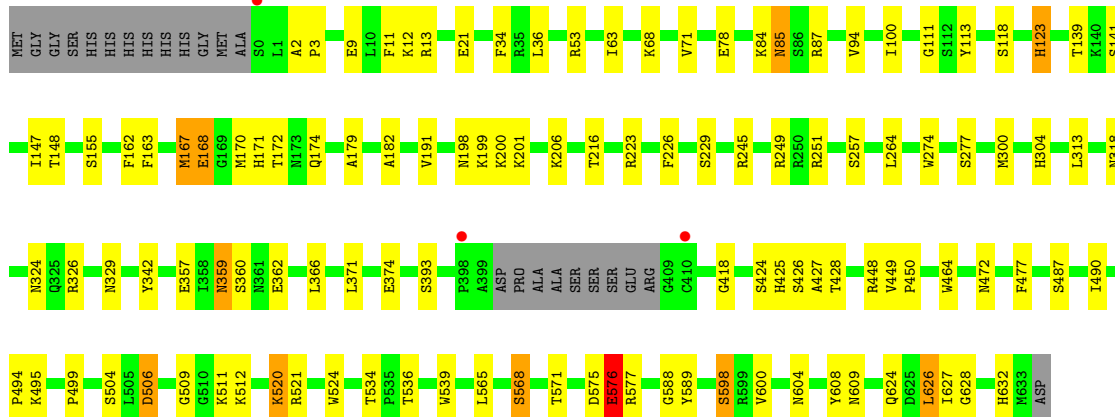 MET GLY GLY SER HIS HIS HIS HIS HIS HIS GLY MET ALA S0 L1 A2 P3 E9 L10 F11 K12 R13 E21 F34 R35 L36 R53 I63 K68 V71 E78 K84 N85 S86 R87 V94 I100 G111 S112 Y113 S118 H123 T139 K140 S141
I147 T148 S155 F162 F163 M167 E168 G169 M170 H171 T172 N173 Q174 A179 A182 V191 N198 K199 K200 K201 K206 T216 R223 F226 S229 R245 R249 R250 R251 S257 L264 W274 S277 M300 H304 L313
N324 Q325 R326 N329 Y342 E357 I358 N359 S360 N361 E362 L366 L371 E374 S393 P398 A399 ASP PRO ALA ALA SER SER SER GLU ARG G409 C410 G418 S424 H425 S426 A427 T428 R448 V449 P450 W464 N472 F477 S487 I490
P494 K495 P499 S504 L505 D506 G509 G510 K511 K512 K520 R521 W524 T534 P535 T536 W539 L565 S568 T571 D575 E576 R577 G588 Y589 S598 R599 V600 N604 Y608 N609 Q624 D625 L626 I627 G628 H632 M633 ASP